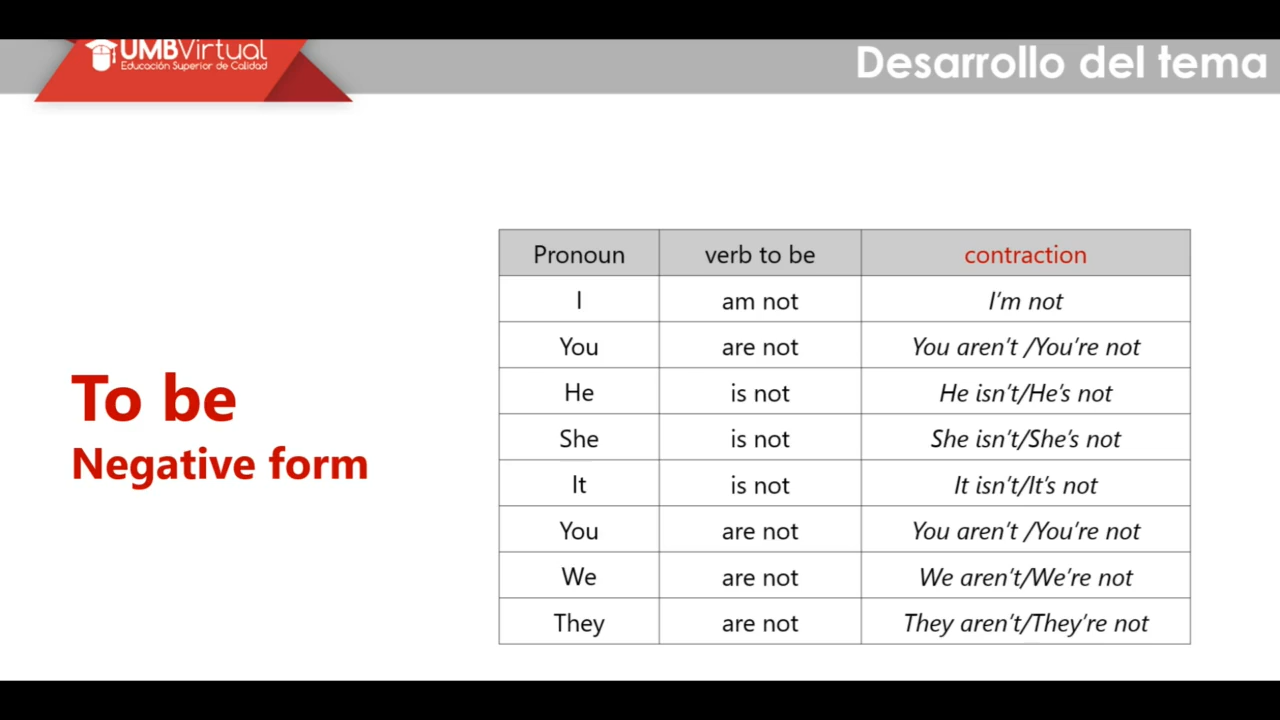 UMBVirtual
Educación Superior de Calidad
Desarrollo del tema
To be
Negative form
Pronoun verb to be contraction
I am not I'm not
You are not You aren't /You're not
He is not He isn't/He's not
She is not She isn't/She's not
It is not It isn't/It's not
You are not You aren't /You're not
We are not We aren't/We're not
They are not They aren't/They're not